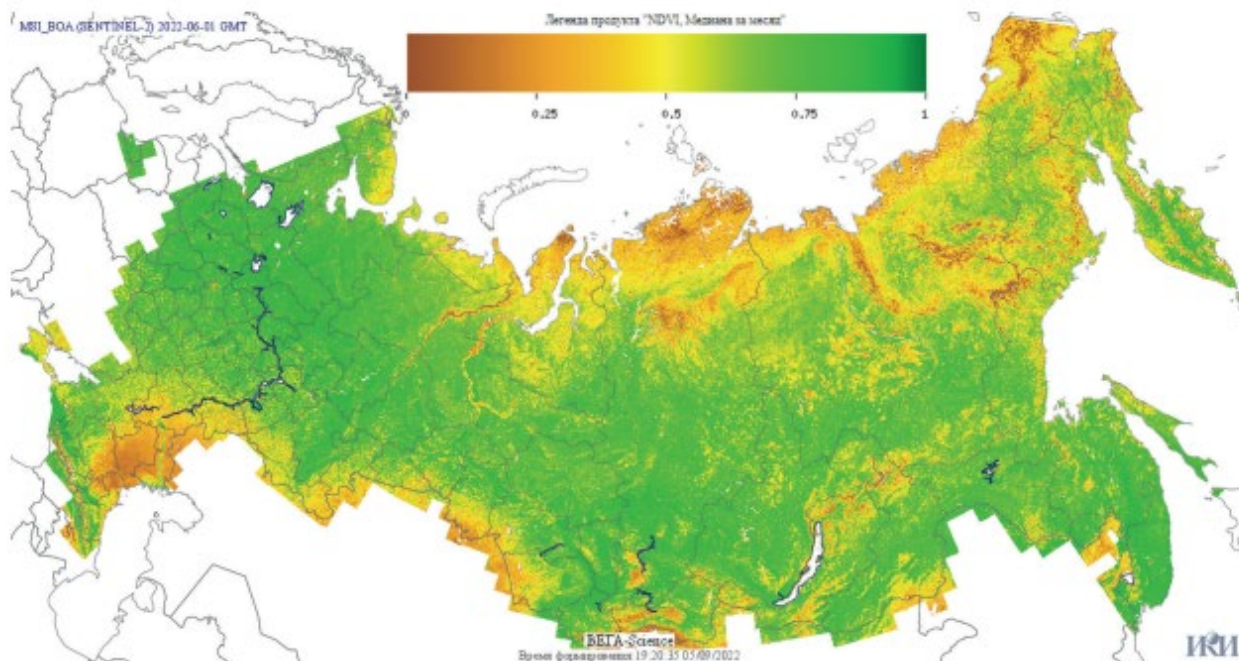 MSI_BOA (SENTINEL-2) 2022-06-01 GMT
Легенда продукта "NDVI, Медиана за месяц"
0 0.25 0.5 0.75 1
ВЕГА-Science
Время формирования 19:20:35 05/09/2022
ИКИ